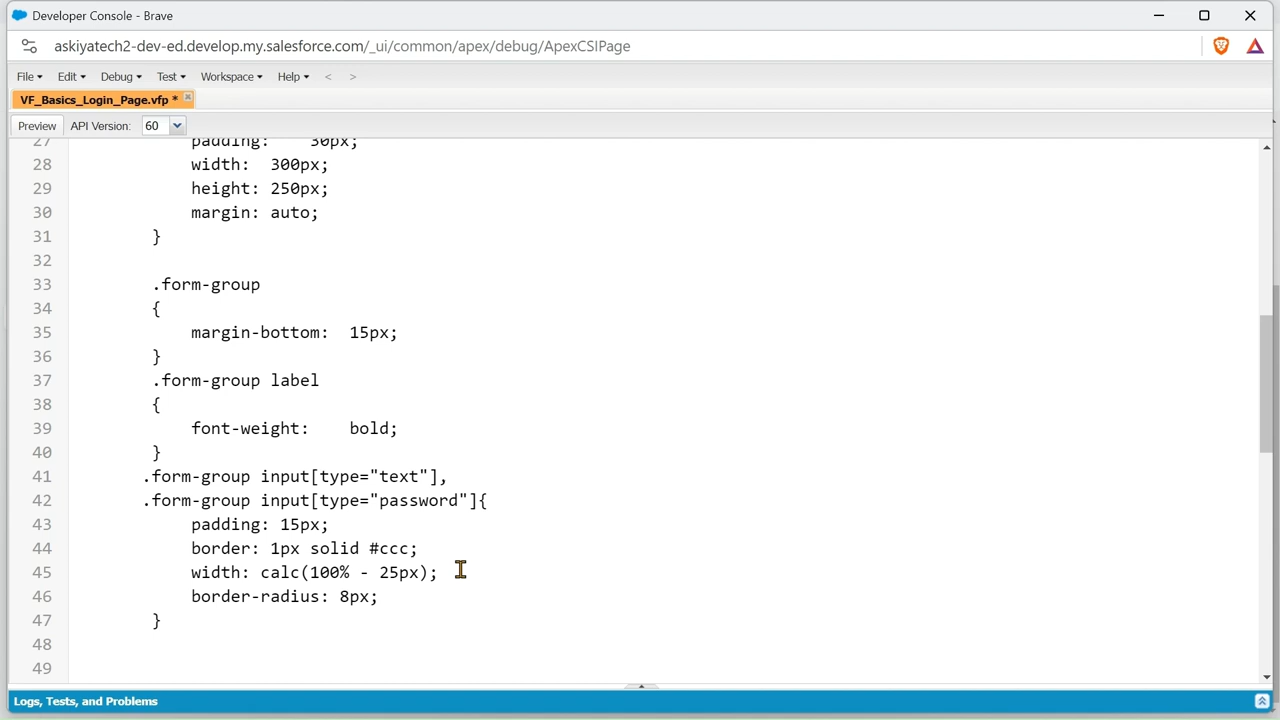 Developer Console - Brave
askiyatech2-dev-ed.develop.my.salesforce.com/_ui/common/apex/debug/ApexCSIPage
File Edit Debug Test Workspace Help < >
VF_Basics_Login_Page.vfp *
Preview API Version: 60
27 padding: 30px;
28 width: 300px;
29 height: 250px;
30 margin: auto;
31 }
32
33 .form-group
34 {
35 margin-bottom: 15px;
36 }
37 .form-group label
38 {
39 font-weight: bold;
40 }
41 .form-group input[type="text"],
42 .form-group input[type="password"]{
43 padding: 15px;
44 border: 1px solid #ccc;
45 width: calc(100% - 25px);
46 border-radius: 8px;
47 }
48
49
Logs, Tests, and Problems